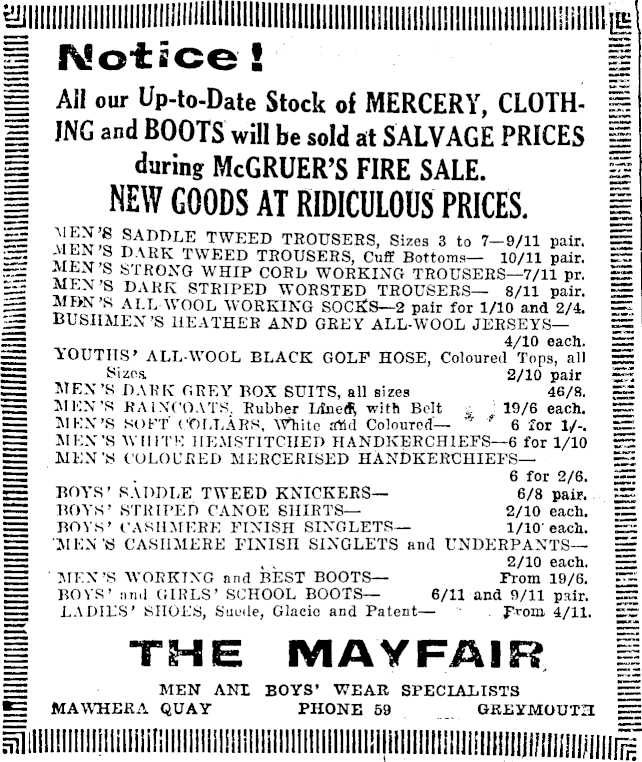 Notice!
All our Up-to-Date Stock of MERCERY, CLOTH-
ING and BOOTS will be sold at SALVAGE PRICES
during McGRUER'S FIRE SALE.
NEW GOODS AT RIDICULOUS PRICES.
MEN'S SADDLE TWEED TROUSERS, Sizes 3 to 7—9/11 pair.
MEN'S DARK TWEED TROUSERS, Cuff Bottoms— 10/11 pair.
MEN'S STRONG WHIP CORD WORKING TROUSERS—7/11 pr.
MEN'S DARK STRIPED WORSTED TROUSERS— 8/11 pair.
MEN'S ALL-WOOL WORKING SOCKS—2 pair for 1/10 and 2/4.
BUSHMEN'S HEATHER AND GREY ALL-WOOL JERSEYS—
4/10 each.
YOUTHS' ALL-WOOL BLACK GOLF HOSE, Coloured Tops, all
Sizes. 2/10 pair
MEN'S DARK GREY BOX SUITS, all sizes 46/8.
MEN'S RAINCOATS, Rubber Lined, with Belt 19/6 each.
MEN'S SOFT COLLARS, White and Coloured— 6 for 1/-.
MEN'S WHITE HEMSTITCHED HANDKERCHIEFS—6 for 1/10
MEN'S COLOURED MERCERISED HANDKERCHIEFS—
6 for 2/6.
BOYS' SADDLE TWEED KNICKERS— 6/8 pair.
BOYS' STRIPED CANOE SHIRTS— 2/10 each.
BOYS' CASHMERE FINISH SINGLETS— 1/10 each.
MEN'S CASHMERE FINISH SINGLETS and UNDERPANTS—
2/10 each.
MEN'S WORKING and BEST BOOTS— From 19/6.
BOYS' and GIRLS' SCHOOL BOOTS— 6/11 and 9/11 pair.
LADIES' SHOES, Suede, Glacie and Patent— From 4/11.
THE MAYFAIR
MEN AND BOYS' WEAR SPECIALISTS
MAWHERA QUAY PHONE 59 GREYMOUTH